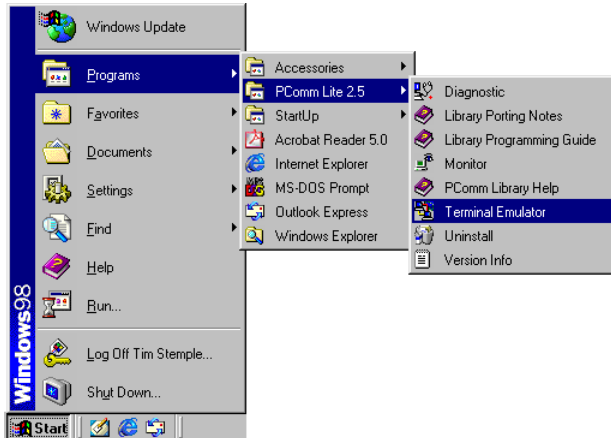 Windows Update
Programs
Favorites
Documents
Settings
Find
Help
Run...
Log Off Tim Stemple...
Shut Down...
Windows98
Start
Accessories
PComm Lite 2.5
StartUp
Acrobat Reader 5.0
Internet Explorer
MS-DOS Prompt
Outlook Express
Windows Explorer
Diagnostic
Library Porting Notes
Library Programming Guide
Monitor
PComm Library Help
Terminal Emulator
Uninstall
Version Info